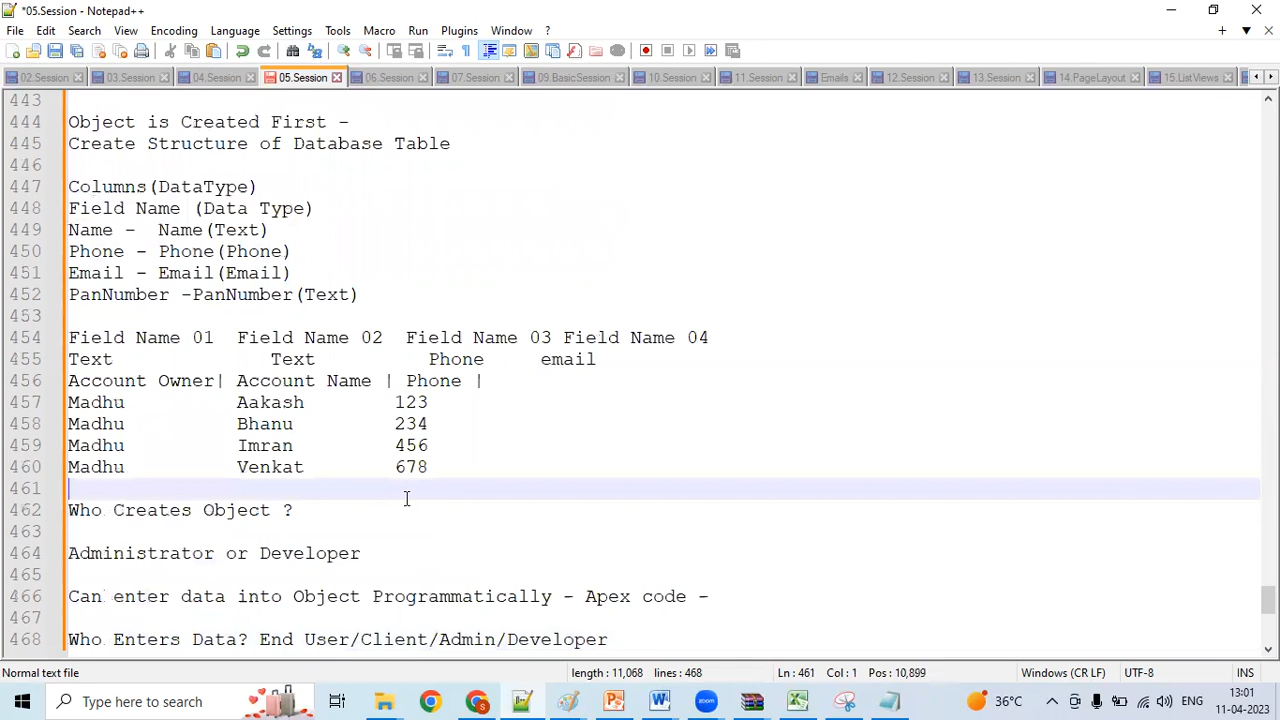 *05.Session - Notepad++
File Edit Search View Encoding Language Settings Tools Macro Run Plugins Window ?
02.Session 03.Session 04.Session 05.Session 06.Session 07.Session 09.BasicSession 10.Session 11.Session Emails 12.Session 13.Session 14.PageLayout 15.ListViews
443
444 Object is Created First -
445 Create Structure of Database Table
446
447 Columns(DataType)
448 Field Name (Data Type)
449 Name - Name(Text)
450 Phone - Phone(Phone)
451 Email - Email(Email)
452 PanNumber -PanNumber(Text)
453
454 Field Name 01 Field Name 02 Field Name 03 Field Name 04
455 Text Text Phone email
456 Account Owner| Account Name | Phone |
457 Madhu Aakash 123
458 Madhu Bhanu 234
459 Madhu Imran 456
460 Madhu Venkat 678
461
462 Who Creates Object ?
463
464 Administrator or Developer
465
466 Can enter data into Object Programmatically - Apex code -
467
468 Who Enters Data? End User/Client/Admin/Developer
Normal text file length : 11,068 lines : 468 Ln : 461 Col : 1 Pos : 10,899 Windows (CR LF) UTF-8 INS
Type here to search 36°C ENG 13:01
11-04-2023